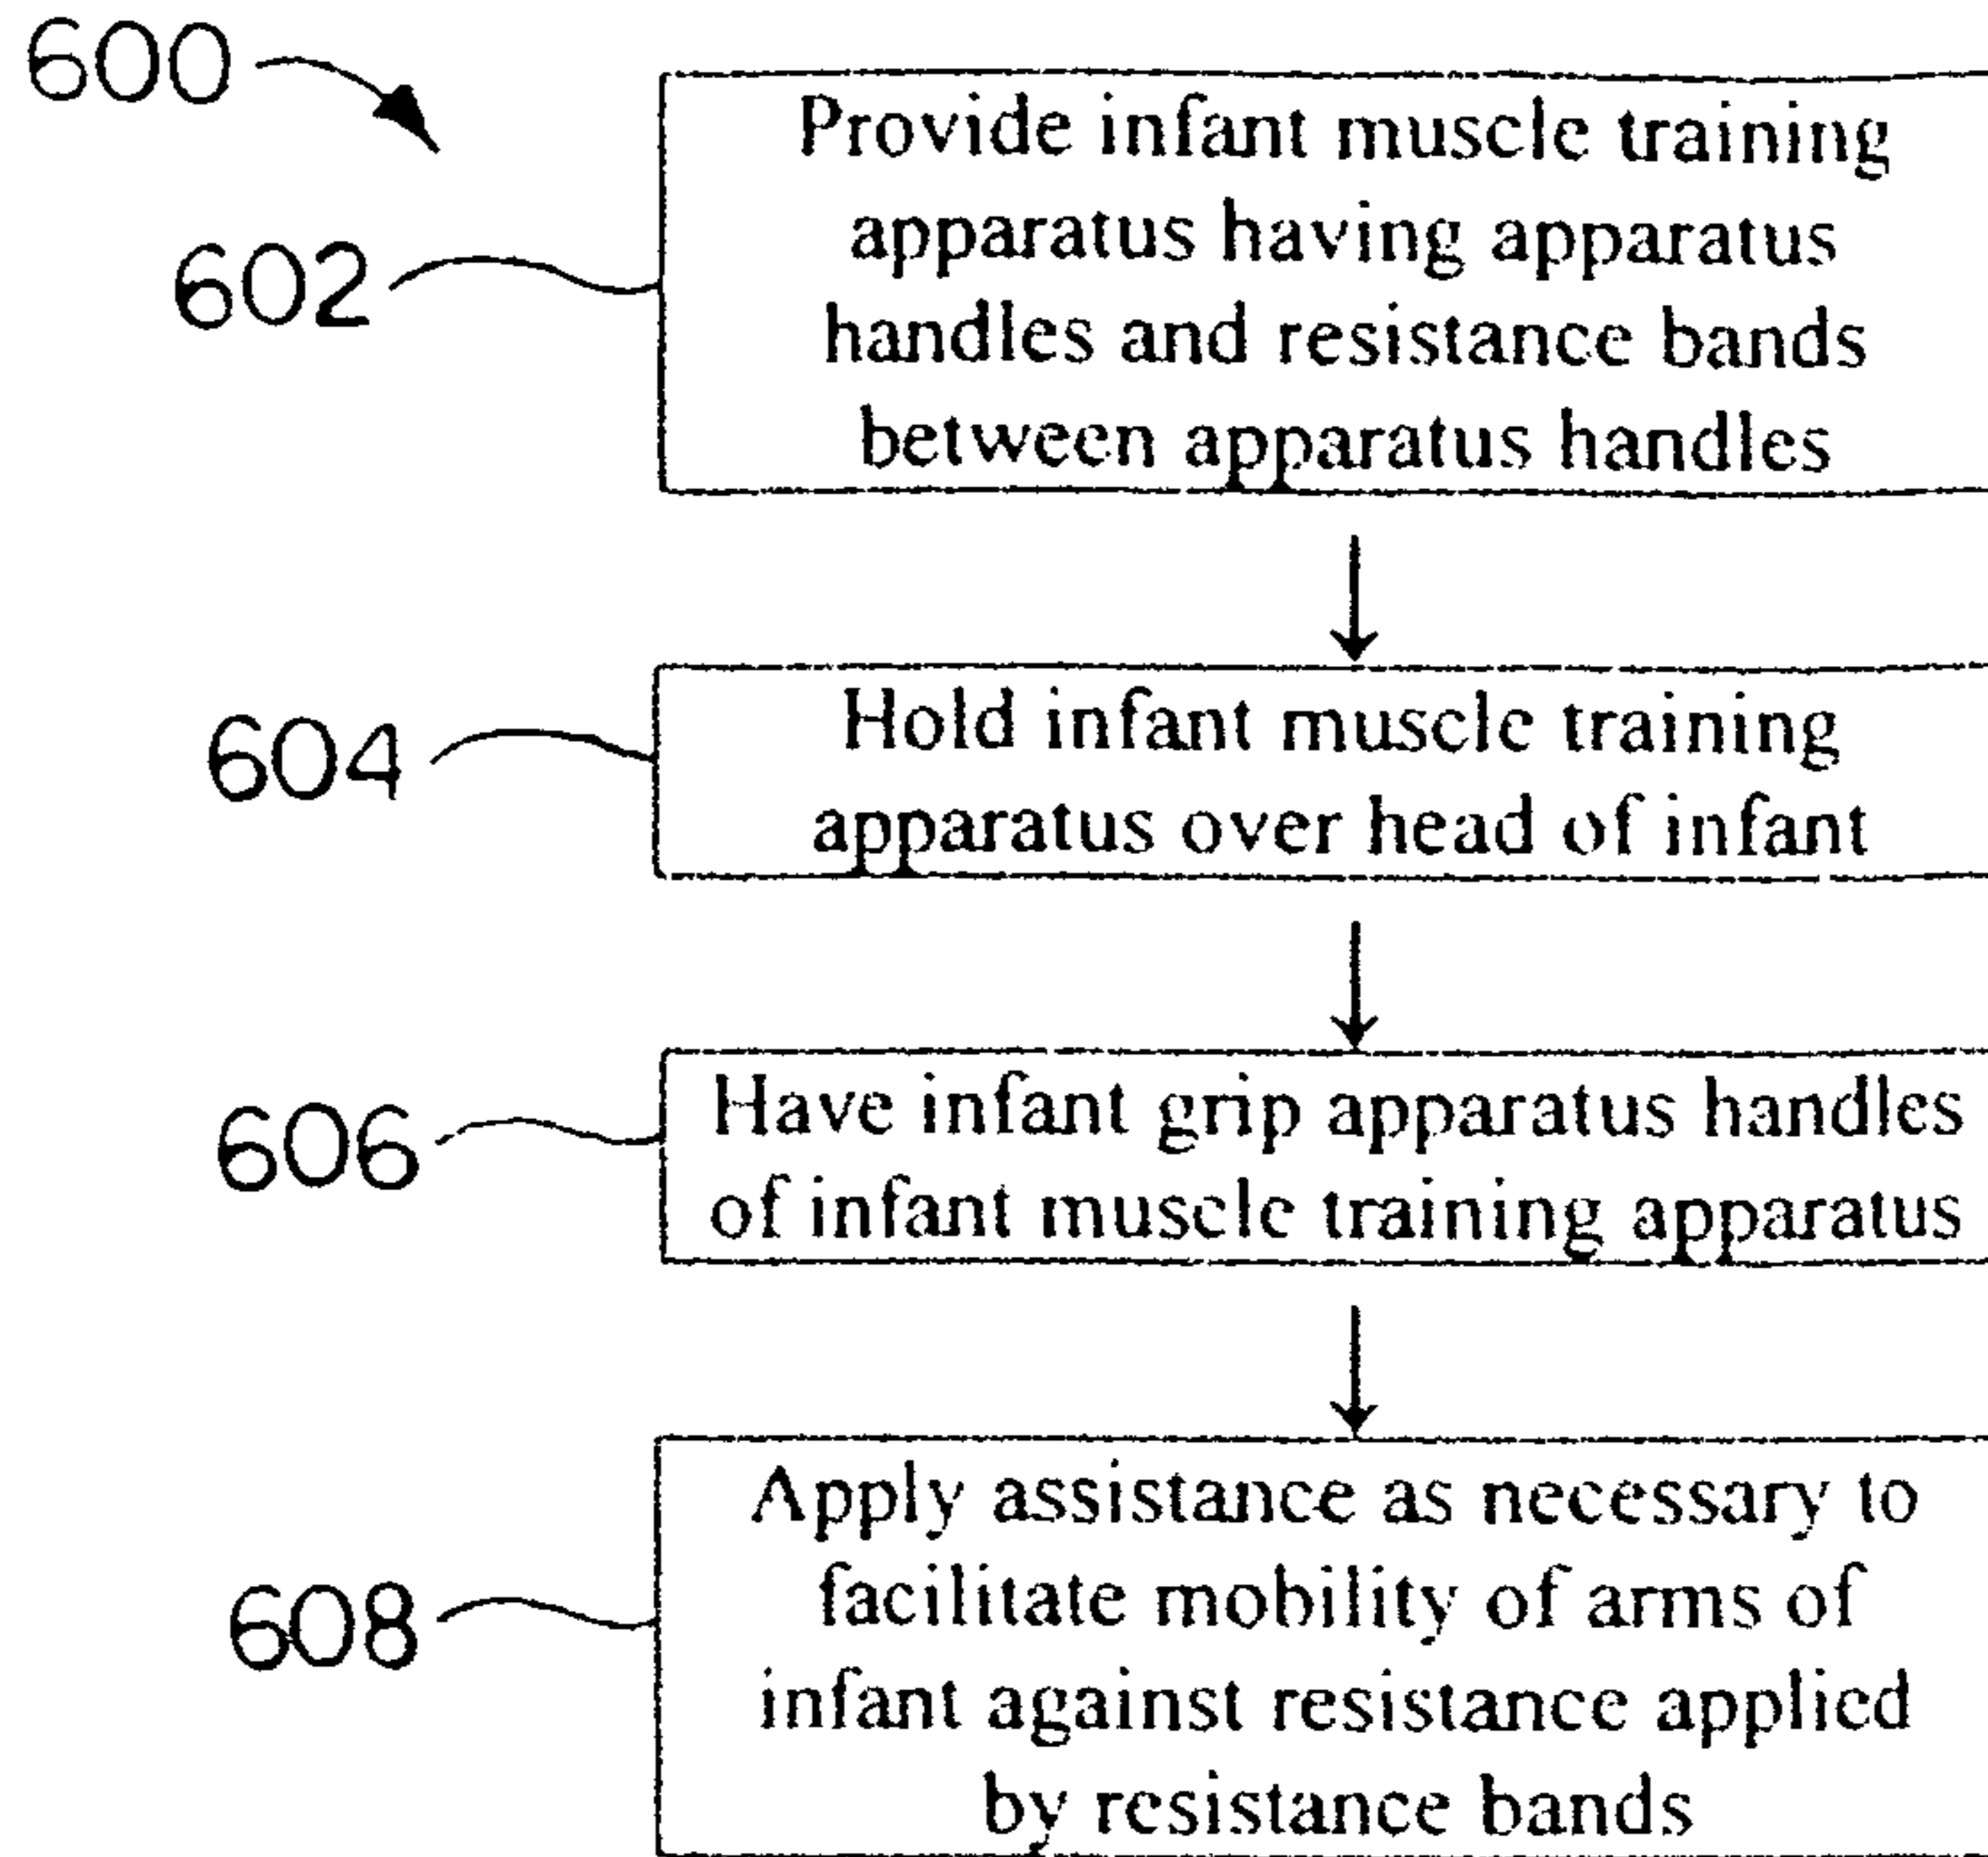 600
602
Provide infant muscle training
apparatus having apparatus
handles and resistance bands
between apparatus handles
604
Hold infant muscle training
apparatus over head of infant
606
Have infant grip apparatus handles
of infant muscle training apparatus
608
Apply assistance as necessary to
facilitate mobility of arms of
infant against resistance applied
by resistance bands